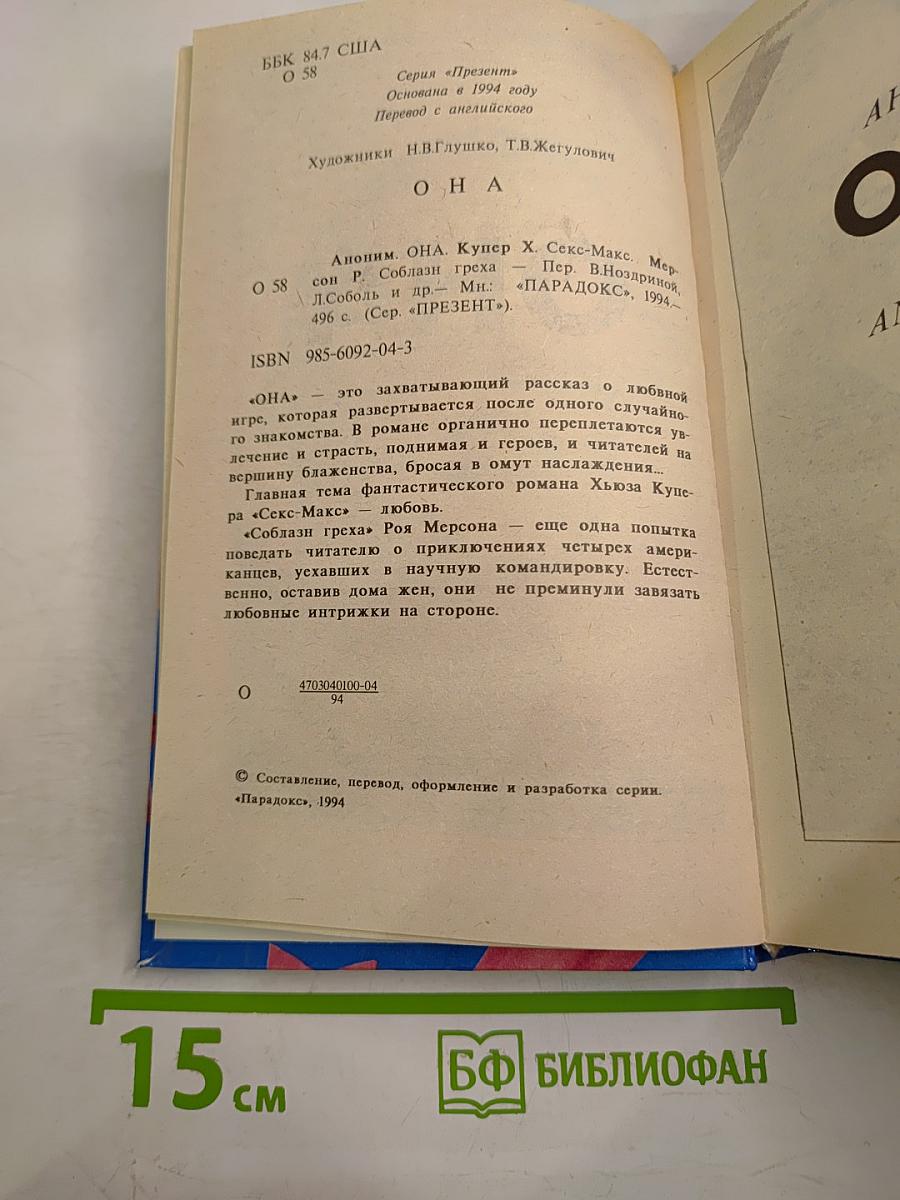 ББК 84.7 США
О 58
Серия «Презент»
Основана в 1994 году
Перевод с английского
Художники Н.В.Глушко, Т.В.Жегулович
О Н А
Аноним. ОНА. Купер Х. Секс-Макс. Мер-
О 58 сон Р. Соблазн греха — Пер. В.Ноздриной,
Л.Соболь и др.— Мн.: «ПАРАДОКС», 1994.—
496 с. (Сер. «ПРЕЗЕНТ»).
ISBN 985-6092-04-3
«ОНА» — это захватывающий рассказ о любвной
игре, которая развертывается после одного случайно-
го знакомства. В романе органично переплетаются ув-
лечение и страсть, поднимая и героев, и читателей на
вершину блаженства, бросая в омут наслаждения...
Главная тема фантастического романа Хьюза Купе-
ра «Секс-Макс» — любовь.
«Соблазн греха» Роя Мерсона — еще одна попытка
поведать читателю о приключениях четырех амери-
канцев, уехавших в научную командировку. Естест-
венно, оставив дома жен, они не преминули завязать
любовные интрижки на стороне.
О 4703040100-04
94
© Составление, перевод, оформление и разработка серии.
«Парадокс», 1994
15 см
БФ БИБЛИОФАН